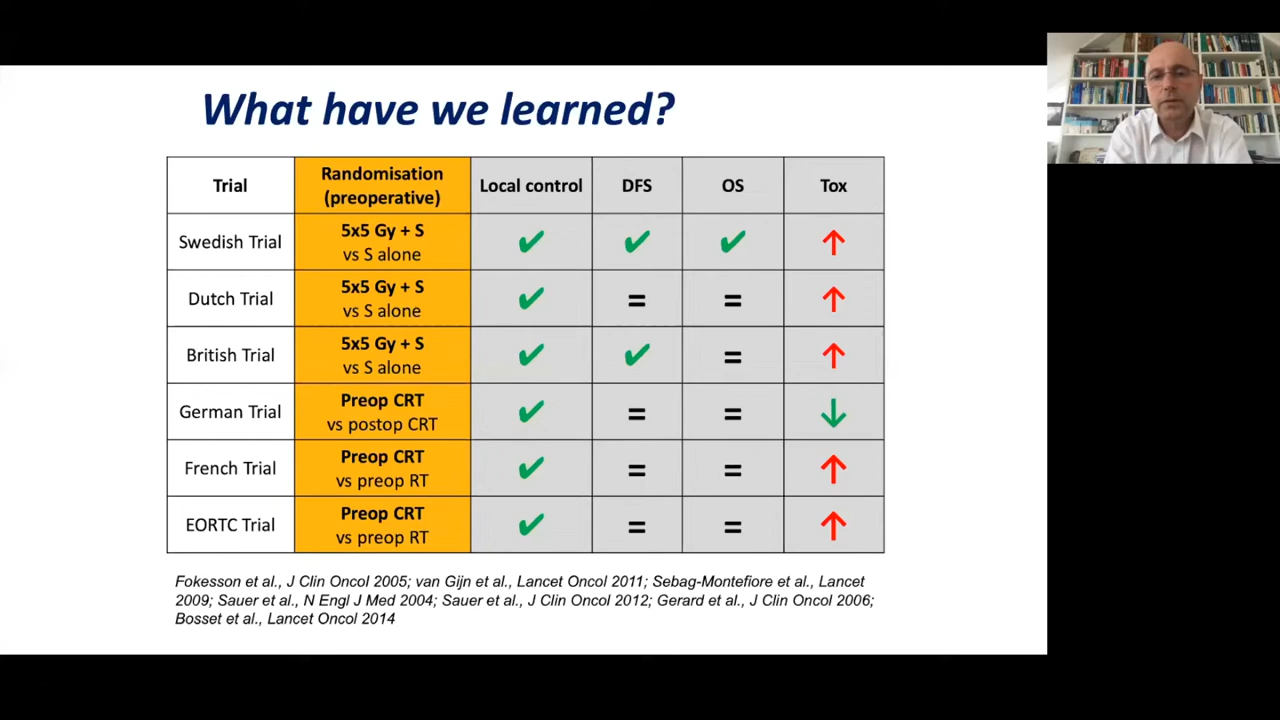 What have we learned?
Trial
Randomisation
(preoperative)
Local control
DFS
OS
Tox
Swedish Trial
5x5 Gy + S
vs S alone
✔
✔
✔
↑
Dutch Trial
5x5 Gy + S
vs S alone
✔
=
=
↑
British Trial
5x5 Gy + S
vs S alone
✔
✔
=
↑
German Trial
Preop CRT
vs postop CRT
✔
=
=
↓
French Trial
Preop CRT
vs preop RT
✔
=
=
↑
EORTC Trial
Preop CRT
vs preop RT
✔
=
=
↑
Fokesson et al., J Clin Oncol 2005; van Gijn et al., Lancet Oncol 2011; Sebag-Montefiore et al., Lancet
2009; Sauer et al., N Engl J Med 2004; Sauer et al., J Clin Oncol 2012; Gerard et al., J Clin Oncol 2006;
Bosset et al., Lancet Oncol 2014